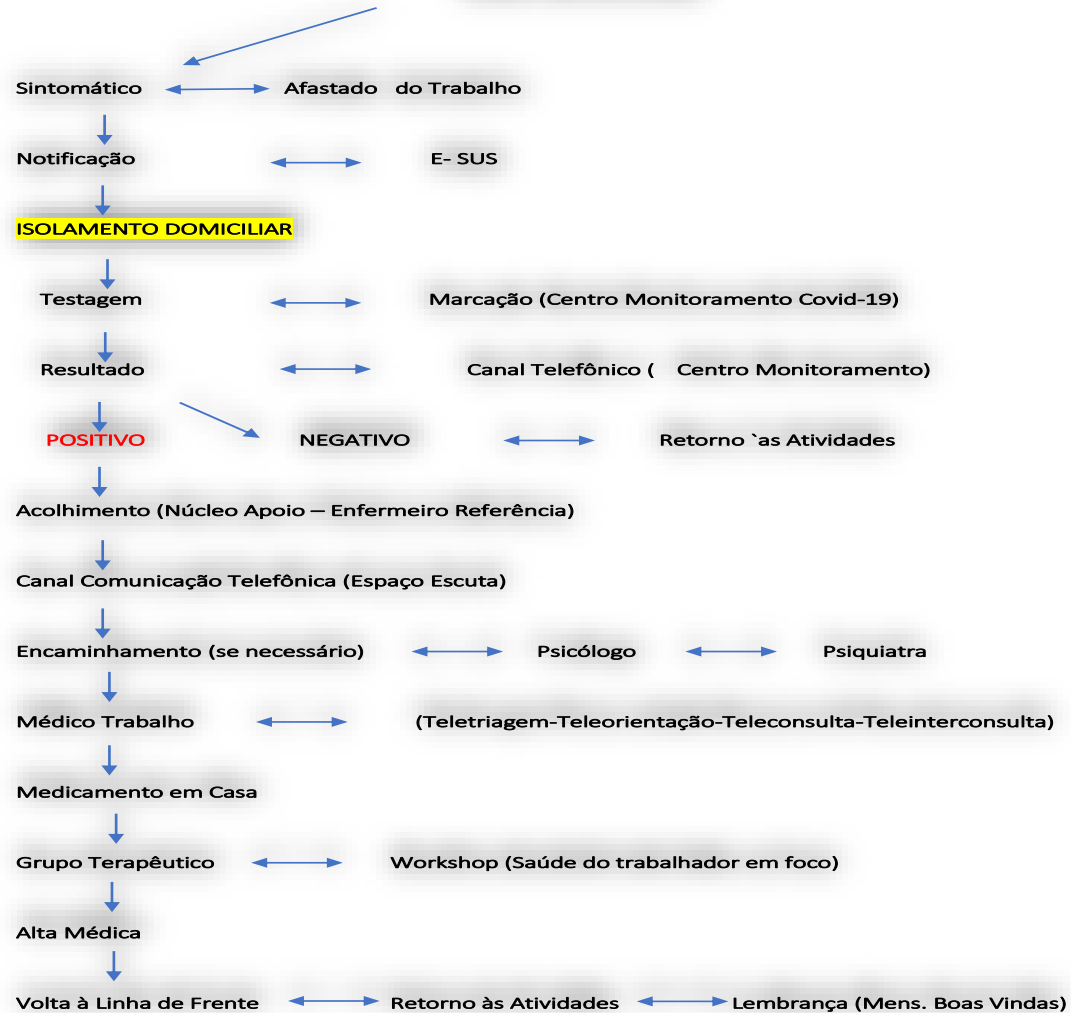 Sintomático Afastado do Trabalho
Notificação E- SUS
ISOLAMENTO DOMICILIAR
Testagem Marcação (Centro Monitoramento Covid-19)
Resultado Canal Telefônico ( Centro Monitoramento)
POSITIVO NEGATIVO Retorno `as Atividades
Acolhimento (Núcleo Apoio – Enfermeiro Referência)
Canal Comunicação Telefônica (Espaço Escuta)
Encaminhamento (se necessário) Psicólogo Psiquiatra
Médico Trabalho (Teletriagem-Teleorientação-Teleconsulta-Teleinterconsulta)
Medicamento em Casa
Grupo Terapêutico Workshop (Saúde do trabalhador em foco)
Alta Médica
Volta à Linha de Frente Retorno às Atividades Lembrança (Mens. Boas Vindas)